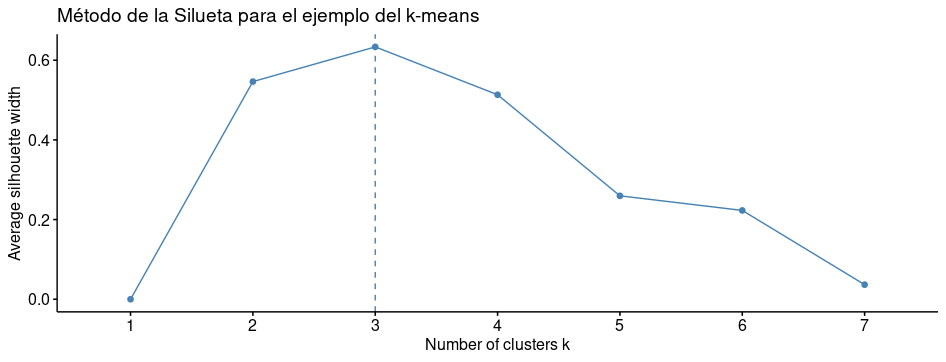 Método de la Silueta para el ejemplo del k-means
Average silhouette width
0.6
0.4
0.2
0.0
1 2 3 4 5 6 7
Number of clusters k